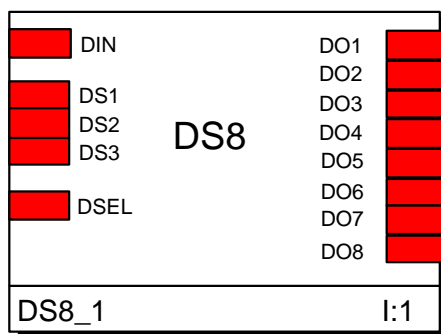 DIN
DS1
DS2
DS3
DSEL
DS8
DO1
DO2
DO3
DO4
DO5
DO6
DO7
DO8
DS8_1 I:1